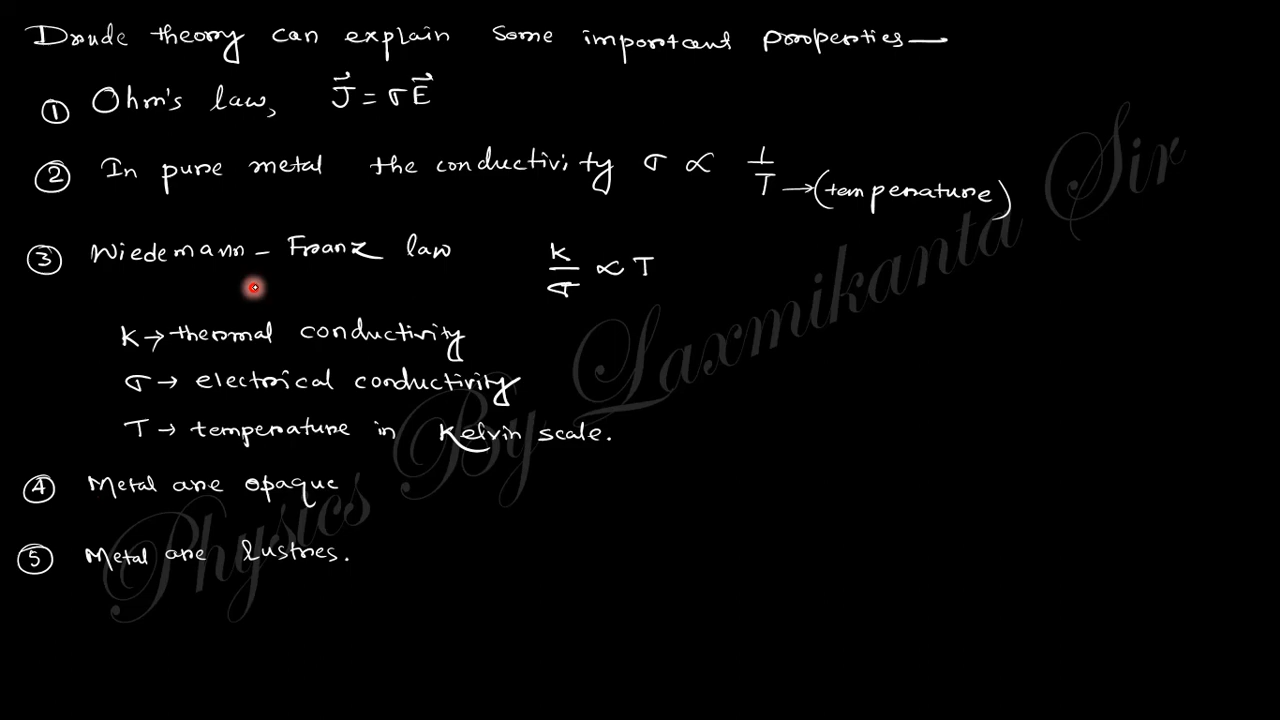 Drude theory can explain some important properties—
① Ohm's law, J⃗ = σE⃗
② In pure metal the conductivity σ ∝ 1/T → (temperature)
③ Wiedemann – Franz law K/σ ∝ T
K → thermal conductivity
σ → electrical conductivity
T → temperature in Kelvin scale.
④ Metal are opaque
⑤ Metal are lustres.
Physics By Laxmikanta Sir